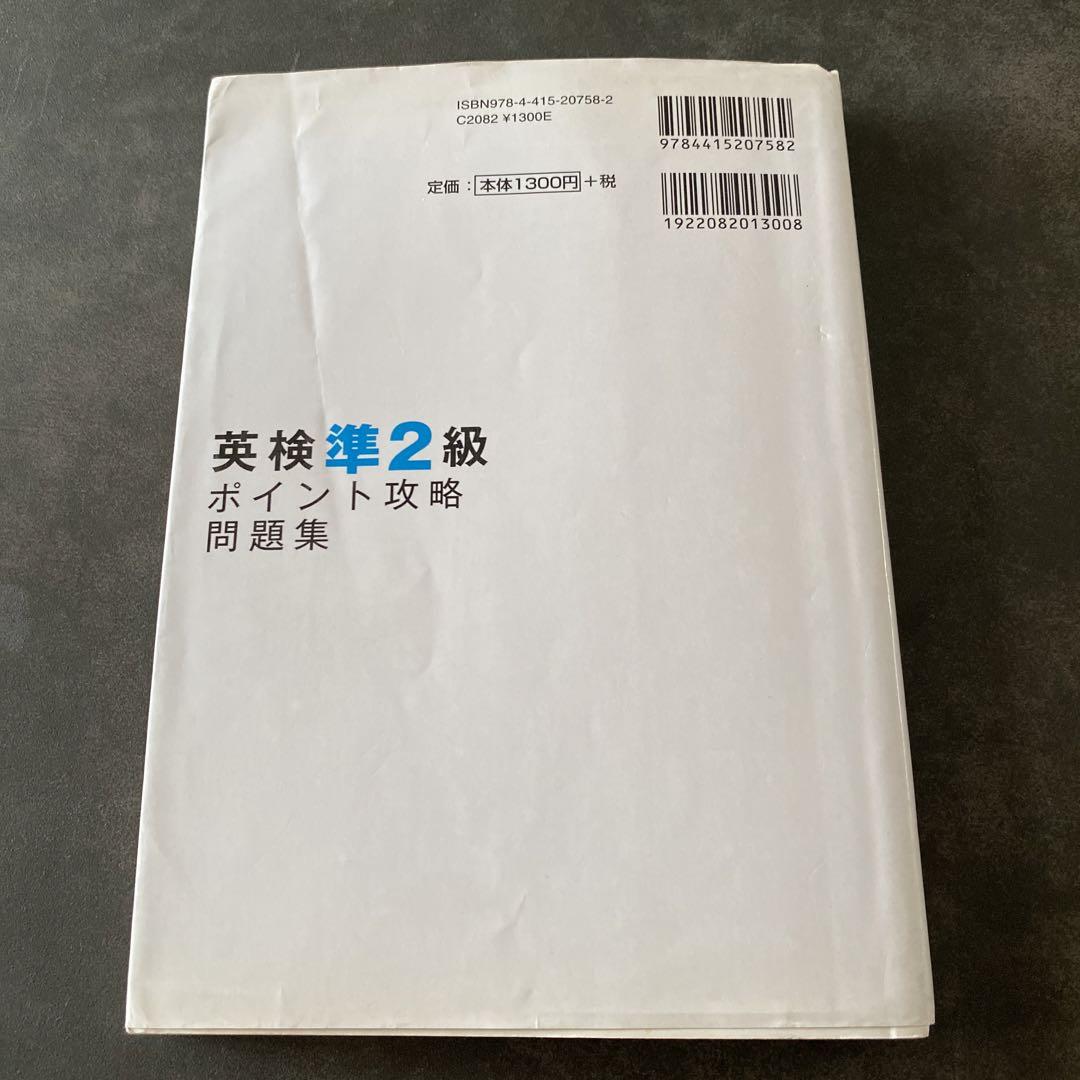 ISBN978-4-415-20758-2
C2082 ¥1300E
9784415207582
定価：本体1300円+税
1922082013008
英検準2級
ポイント攻略
問題集